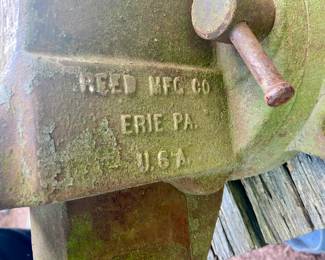 REED MFG. CO
ERIE PA.
U.S.A.